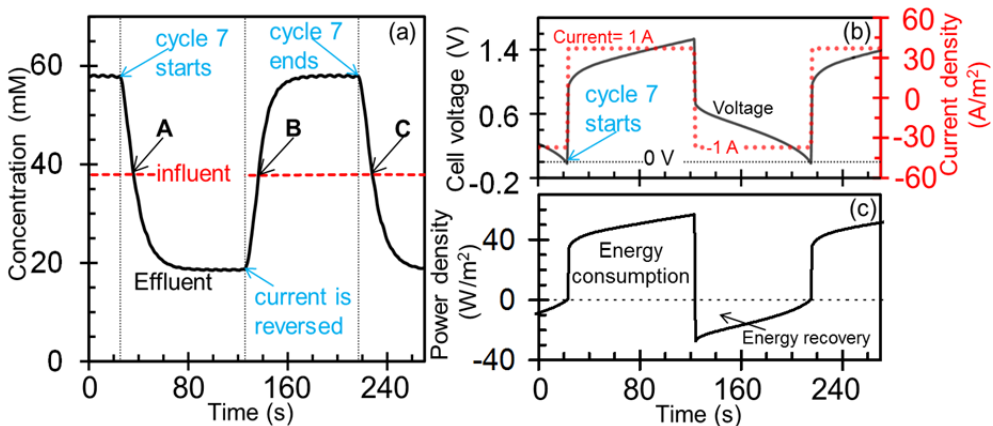 (a)
cycle 7
starts
cycle 7
ends
A
B
C
influent
Effluent
current is
reversed
Concentration (mM)
60
40
20
0
0 80 160 240
Time (s)
(b)
Current= 1 A
cycle 7
starts
Voltage
-1 A
0 V
Cell voltage (V)
1.4
0.6
-0.2
Current density
(A/m²)
60
30
0
-30
-60
(c)
Energy
consumption
Energy recovery
Power density
(W/m²)
40
0
-40
0 80 160 240
Time (s)